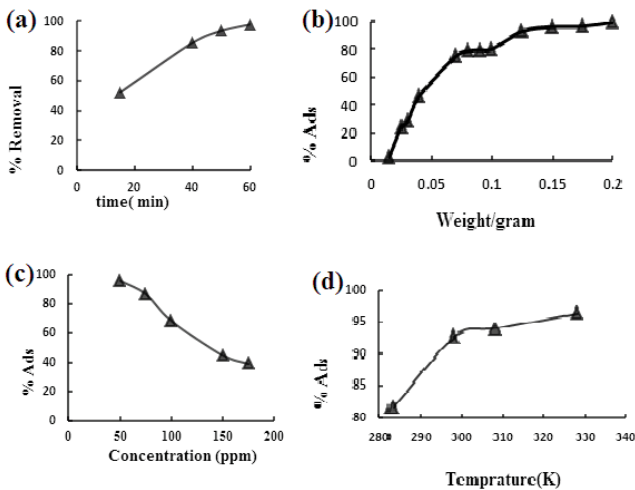 (a)
% Removal
100
80
60
40
20
0
0 20 40 60
time( min)
(b)
% Ads
100
80
60
40
20
0
0 0.05 0.1 0.15 0.2
Weight/gram
(c)
% Ads
100
80
60
40
20
0
0 50 100 150 200
Concentration (ppm)
(d)
% Ads
100
95
90
85
80
280 290 300 310 320 330 340
Temprature(K)